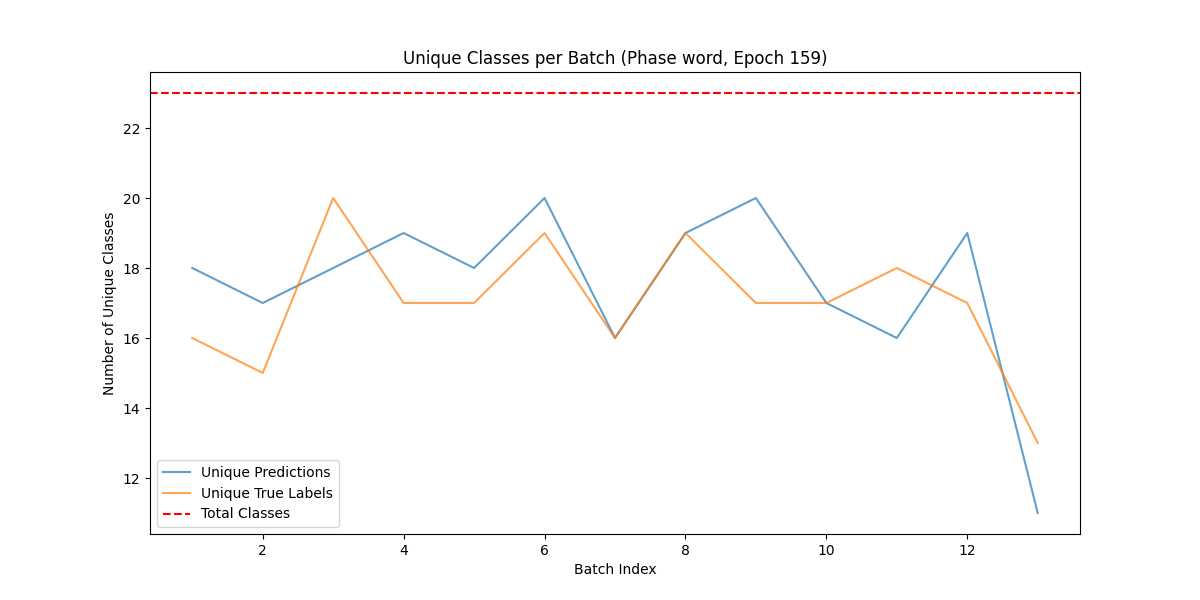 Unique Classes per Batch (Phase word, Epoch 159)
Number of Unique Classes
22
20
18
16
14
12
Unique Predictions
Unique True Labels
Total Classes
2
4
6
8
10
12
Batch Index